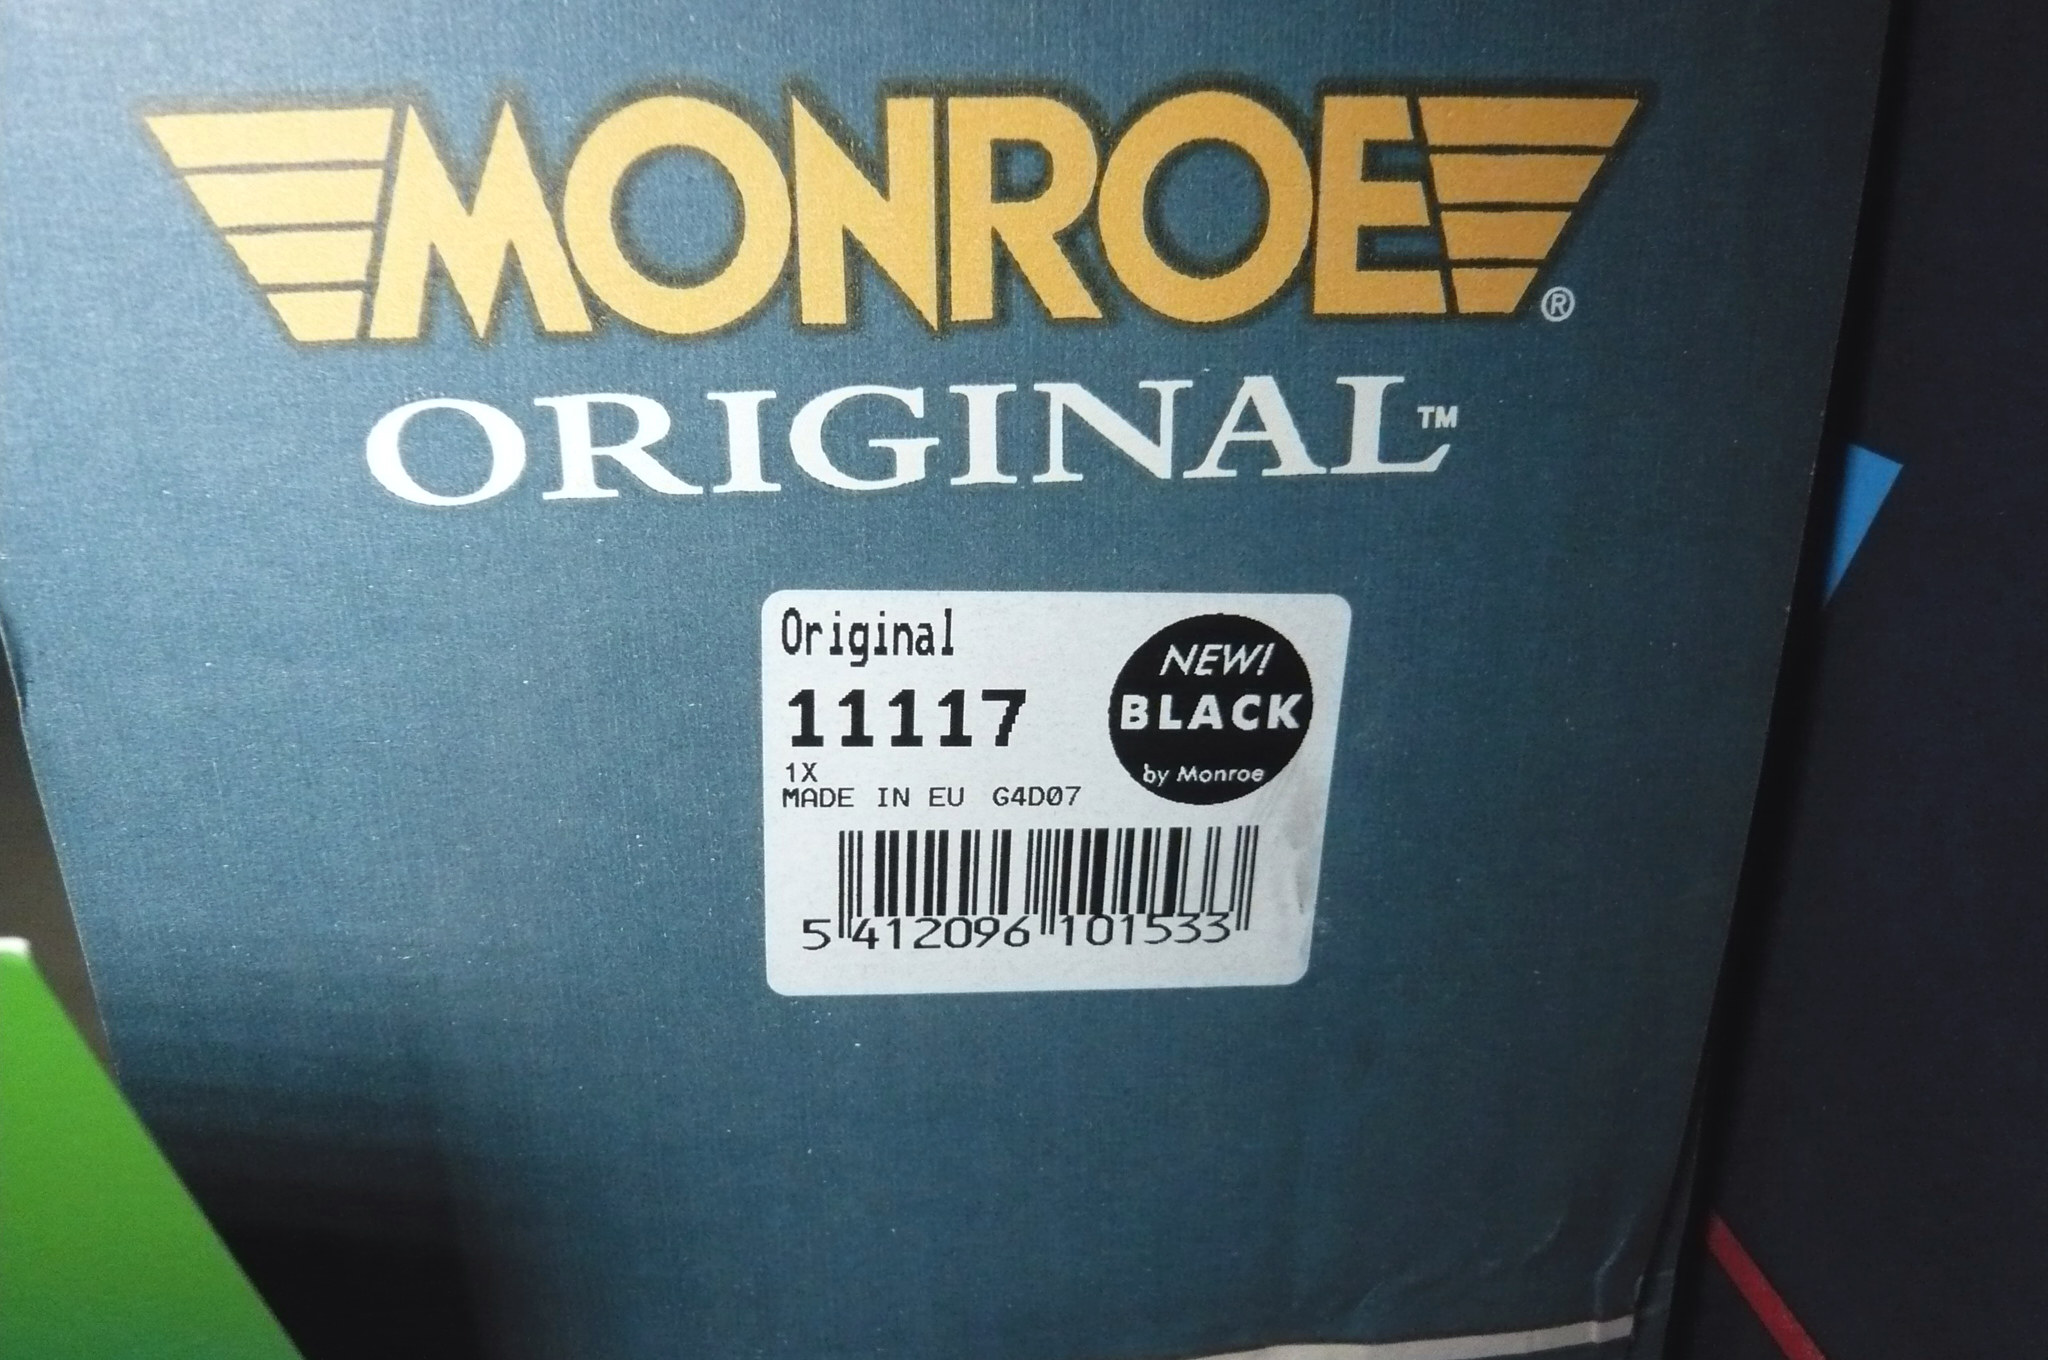 MONROE®
ORIGINAL™
Original
11117
1X
MADE IN EU G4D07
NEW!
BLACK
by Monroe
5 412096 101533